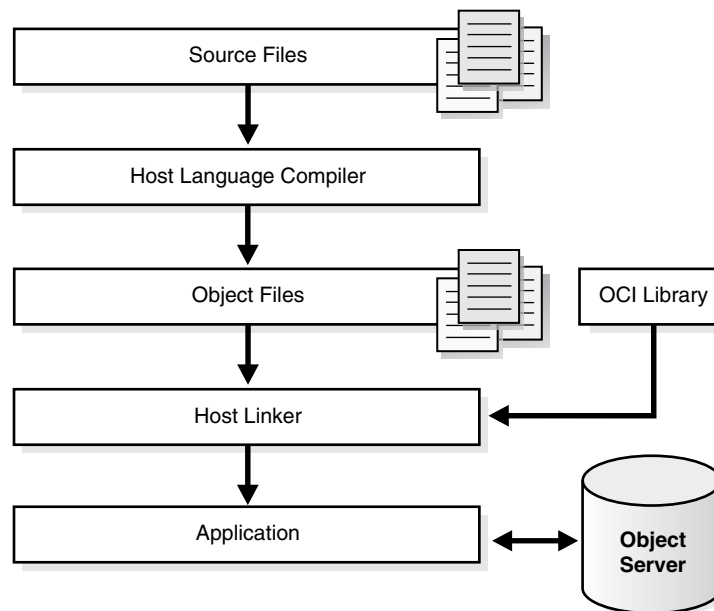 Source Files
Host Language Compiler
Object Files
OCI Library
Host Linker
Application
Object
Server